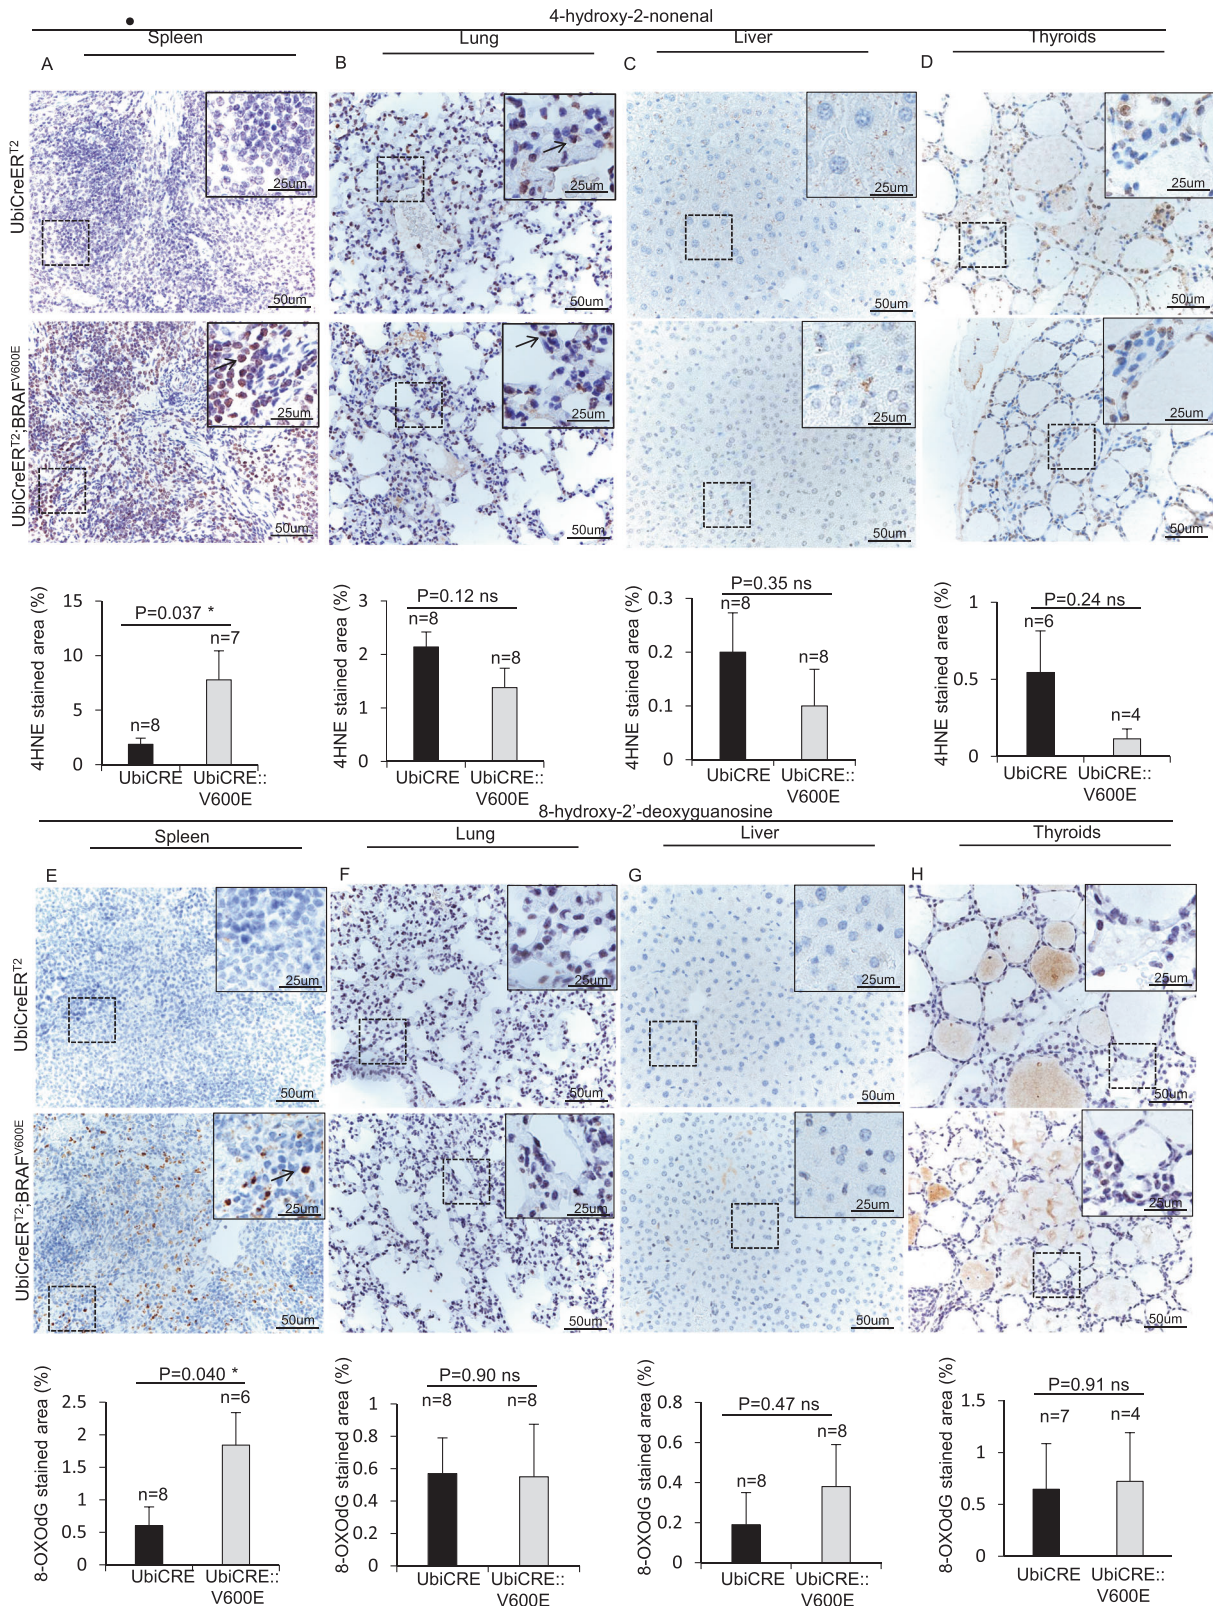 4-hydroxy-2-nonenal
Spleen Lung Liver Thyroids
A B C D
UbiCreER^T2
25um 25um 25um 25um
50um 50um 50um 50um
UbiCreER^T2;BRAF^V600E
25um 25um 25um 25um
50um 50um 50um 50um
4HNE stained area (%)
15
10
5
0
P=0.037 *
n=8
n=7
UbiCRE UbiCRE::
V600E
4HNE stained area (%)
3
2
1
0
P=0.12 ns
n=8
n=8
UbiCRE UbiCRE::
V600E
4HNE stained area (%)
0.3
0.2
0.1
0
P=0.35 ns
n=8
n=8
UbiCRE UbiCRE::
V600E
4HNE stained area (%)
1
0.5
0
P=0.24 ns
n=6
n=4
UbiCRE UbiCRE::
V600E
8-hydroxy-2’-deoxyguanosine
Spleen Lung Liver Thyroids
E F G H
UbiCreER^T2
25um 25um 25um 25um
50um 50um 50um 50um
UbiCreER^T2;BRAF^V600E
25um 25um 25um 25um
50um 50um 50um 50um
8-OXOdG stained area (%)
2.5
2
1.5
1
0.5
0
P=0.040 *
n=8
n=6
UbiCRE UbiCRE::
V600E
8-OXOdG stained area (%)
1
0.8
0.6
0.4
0.2
0
P=0.90 ns
n=8 n=8
UbiCRE UbiCRE::
V600E
8-OXOdG stained area (%)
0.8
0.6
0.4
0.2
0
P=0.47 ns
n=8
n=8
UbiCRE UbiCRE::
V600E
8-OXOdG stained area (%)
1.5
1
0.5
0
P=0.91 ns
n=7 n=4
UbiCRE UbiCRE::
V600E